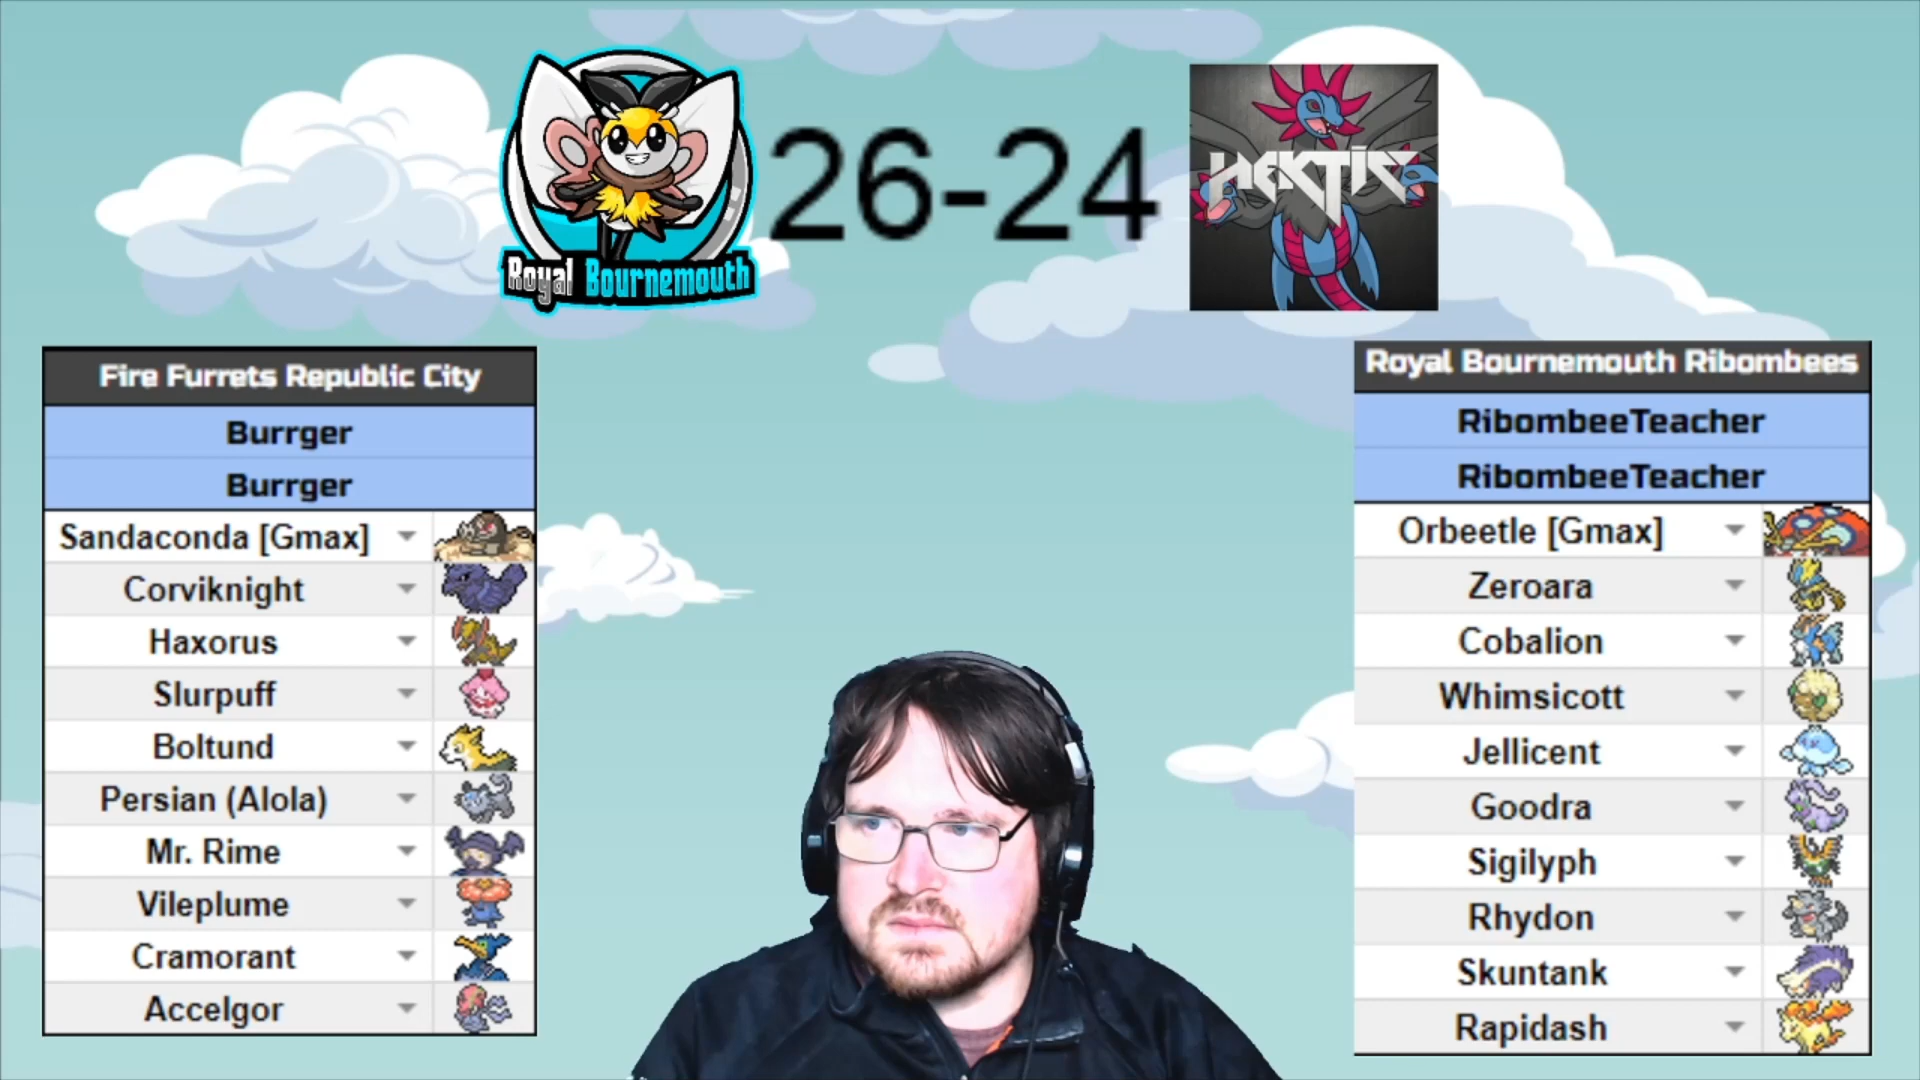 Royal Bournemouth
26-24
HEKTIC
Fire Furrets Republic City
Burrger
Burrger
Sandaconda [Gmax]
Corviknight
Haxorus
Slurpuff
Boltund
Persian (Alola)
Mr. Rime
Vileplume
Cramorant
Accelgor
Royal Bournemouth Ribombees
RibombeeTeacher
RibombeeTeacher
Orbeetle [Gmax]
Zeroara
Cobalion
Whimsicott
Jellicent
Goodra
Sigilyph
Rhydon
Skuntank
Rapidash